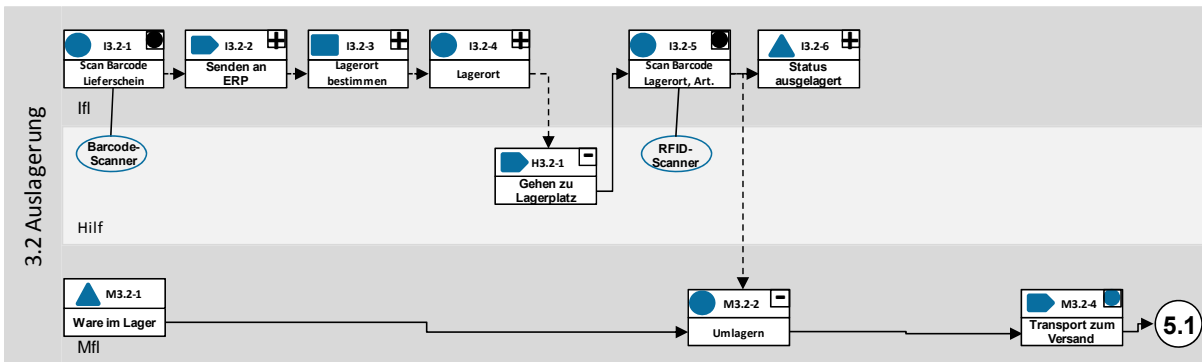 3.2 Auslagerung
I3.2-1
Scan Barcode
Lieferschein
I3.2-2
Senden an
ERP
I3.2-3
Lagerort
bestimmen
I3.2-4
Lagerort
I3.2-5
Scan Barcode
Lagerort, Art.
I3.2-6
Status
ausgelagert
Ifl
Barcode-
Scanner
RFID-
Scanner
H3.2-1
Gehen zu
Lagerplatz
Hilf
M3.2-1
Ware im Lager
M3.2-2
Umlagern
M3.2-4
Transport zum
Versand
5.1
Mfl